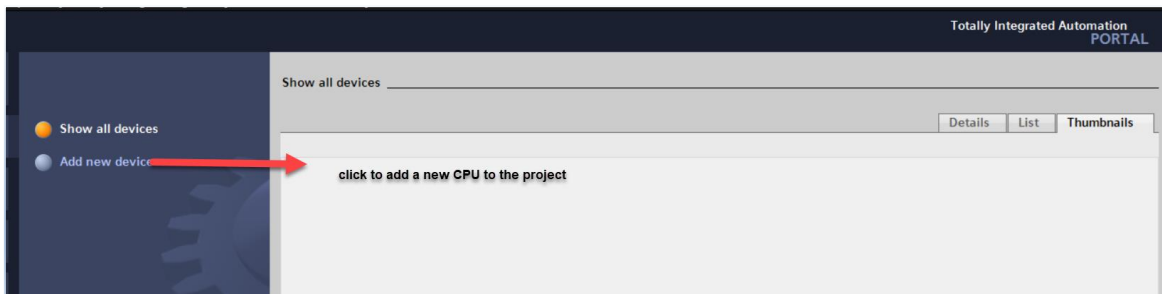 Totally Integrated Automation
PORTAL
Show all devices
Details List Thumbnails
Show all devices
Add new device
click to add a new CPU to the project